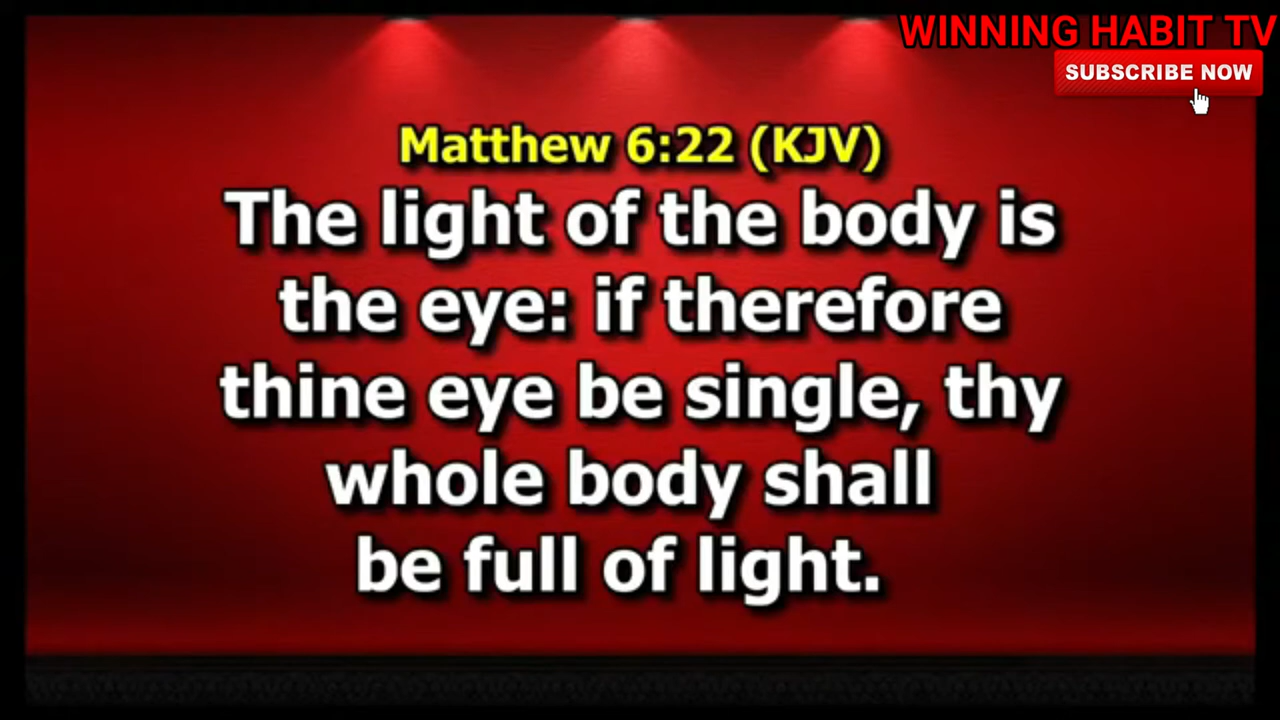 WINNING HABIT TV
SUBSCRIBE NOW
Matthew 6:22 (KJV)
The light of the body is
the eye: if therefore
thine eye be single, thy
whole body shall
be full of light.